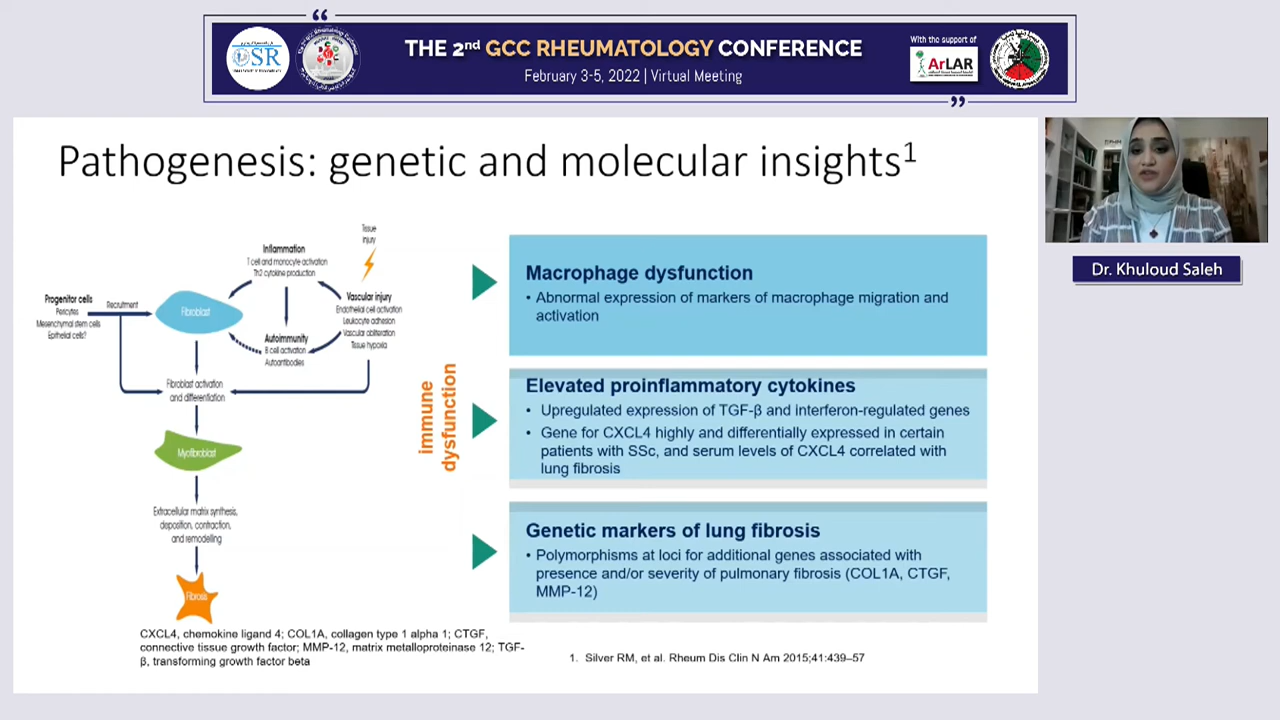 “
THE 2nd GCC RHEUMATOLOGY CONFERENCE
February 3-5, 2022 | Virtual Meeting
With the support of
OSR
ArLAR
”
Pathogenesis: genetic and molecular insights1
Dr. Khuloud Saleh
Tissue
injury
Inflammation
T cell and monocyte activation
Th2 cytokine production
Progenitor cells
Pericytes
Mesenchymal stem cells
Epithelial cells?
Recruitment
Fibroblast
Vascular injury
Endothelial cell activation
Leukocyte adhesion
Vascular obliteration
Tissue hypoxia
Autoimmunity
B cell activation
Autoantibodies
Fibroblast activation
and differentiation
Myofibroblast
Extracellular matrix synthesis,
deposition, contraction,
and remodelling
Fibrosis
immune
dysfunction
Macrophage dysfunction
• Abnormal expression of markers of macrophage migration and
activation
Elevated proinflammatory cytokines
• Upregulated expression of TGF-β and interferon-regulated genes
• Gene for CXCL4 highly and differentially expressed in certain
patients with SSc, and serum levels of CXCL4 correlated with
lung fibrosis
Genetic markers of lung fibrosis
• Polymorphisms at loci for additional genes associated with
presence and/or severity of pulmonary fibrosis (COL1A, CTGF,
MMP-12)
CXCL4, chemokine ligand 4; COL1A, collagen type 1 alpha 1; CTGF,
connective tissue growth factor; MMP-12, matrix metalloproteinase 12; TGF-
β, transforming growth factor beta
1. Silver RM, et al. Rheum Dis Clin N Am 2015;41:439–57